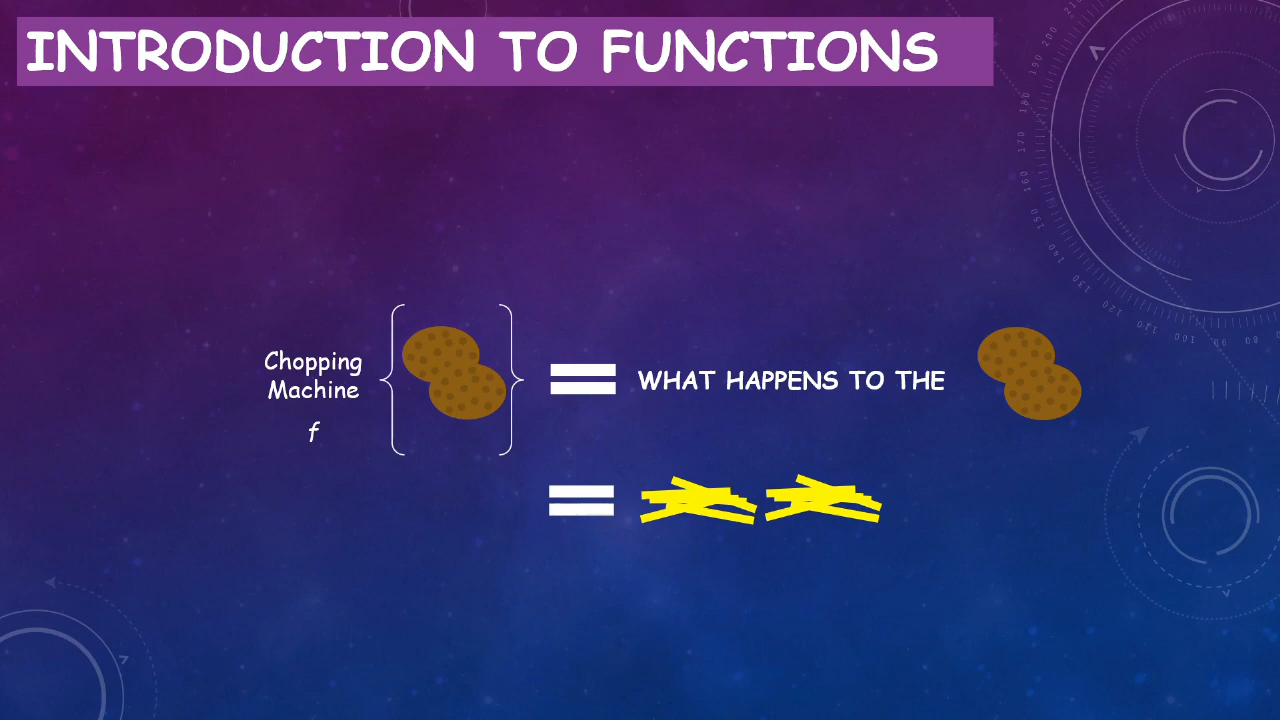 INTRODUCTION TO FUNCTIONS
Chopping
Machine
f
WHAT HAPPENS TO THE